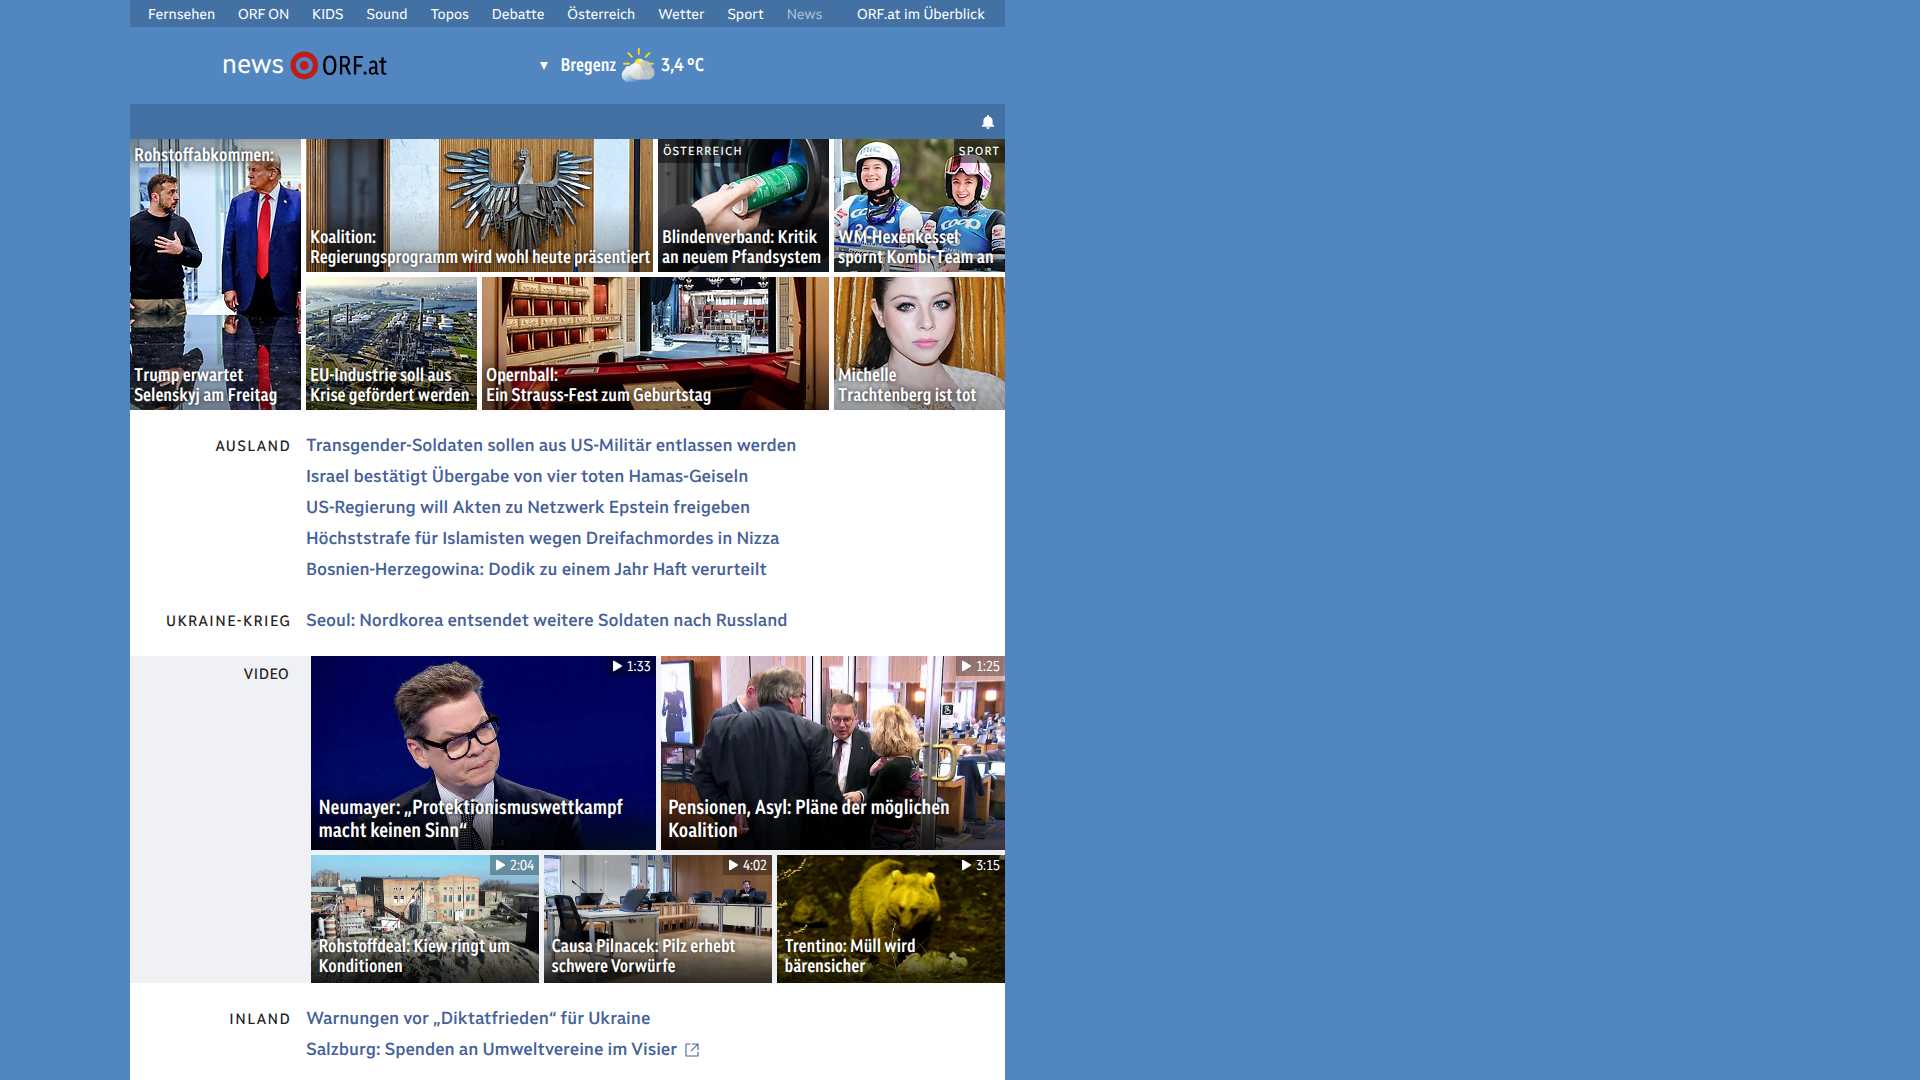 Fernsehen ORF ON KIDS Sound Topos Debatte Österreich Wetter Sport News ORF.at im Überblick
news ORF.at
Bregenz 3,4 °C
Rohstoffabkommen:
Trump erwartet
Selenskyj am Freitag
Koalition:
Regierungsprogramm wird wohl heute präsentiert
ÖSTERREICH
Blindenverband: Kritik
an neuem Pfandsystem
SPORT
WM-Hexenkessel
spornt Kombi-Team an
EU-Industrie soll aus
Krise gefördert werden
Opernball:
Ein Strauss-Fest zum Geburtstag
Michelle
Trachtenberg ist tot
AUSLAND
Transgender-Soldaten sollen aus US-Militär entlassen werden
Israel bestätigt Übergabe von vier toten Hamas-Geiseln
US-Regierung will Akten zu Netzwerk Epstein freigeben
Höchststrafe für Islamisten wegen Dreifachmordes in Nizza
Bosnien-Herzegowina: Dodik zu einem Jahr Haft verurteilt
UKRAINE-KRIEG
Seoul: Nordkorea entsendet weitere Soldaten nach Russland
VIDEO
1:33
Neumayer: „Protektionismuswettkampf
macht keinen Sinn“
1:25
Pensionen, Asyl: Pläne der möglichen
Koalition
2:04
Rohstoffdeal: Kiew ringt um
Konditionen
4:02
Causa Pilnacek: Pilz erhebt
schwere Vorwürfe
3:15
Trentino: Müll wird
bärensicher
INLAND
Warnungen vor „Diktatfrieden“ für Ukraine
Salzburg: Spenden an Umweltvereine im Visier